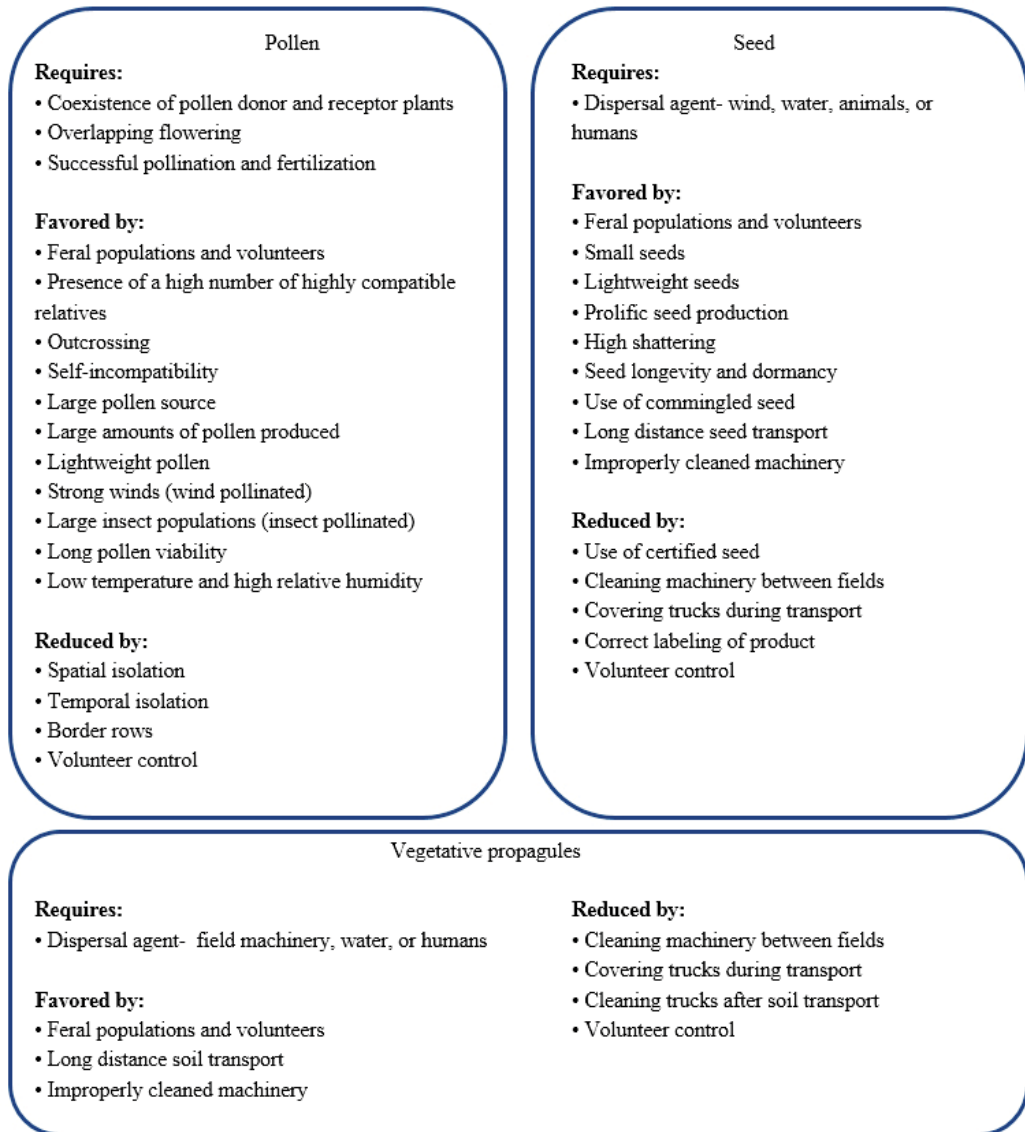 Pollen
Requires:
• Coexistence of pollen donor and receptor plants
• Overlapping flowering
• Successful pollination and fertilization
Favored by:
• Feral populations and volunteers
• Presence of a high number of highly compatible
relatives
• Outcrossing
• Self-incompatibility
• Large pollen source
• Large amounts of pollen produced
• Lightweight pollen
• Strong winds (wind pollinated)
• Large insect populations (insect pollinated)
• Long pollen viability
• Low temperature and high relative humidity
Reduced by:
• Spatial isolation
• Temporal isolation
• Border rows
• Volunteer control
Seed
Requires:
• Dispersal agent- wind, water, animals, or
humans
Favored by:
• Feral populations and volunteers
• Small seeds
• Lightweight seeds
• Prolific seed production
• High shattering
• Seed longevity and dormancy
• Use of commingled seed
• Long distance seed transport
• Improperly cleaned machinery
Reduced by:
• Use of certified seed
• Cleaning machinery between fields
• Covering trucks during transport
• Correct labeling of product
• Volunteer control
Vegetative propagules
Requires:
• Dispersal agent-  field machinery, water, or humans
Favored by:
• Feral populations and volunteers
• Long distance soil transport
• Improperly cleaned machinery
Reduced by:
• Cleaning machinery between fields
• Covering trucks during transport
• Cleaning trucks after soil transport
• Volunteer control